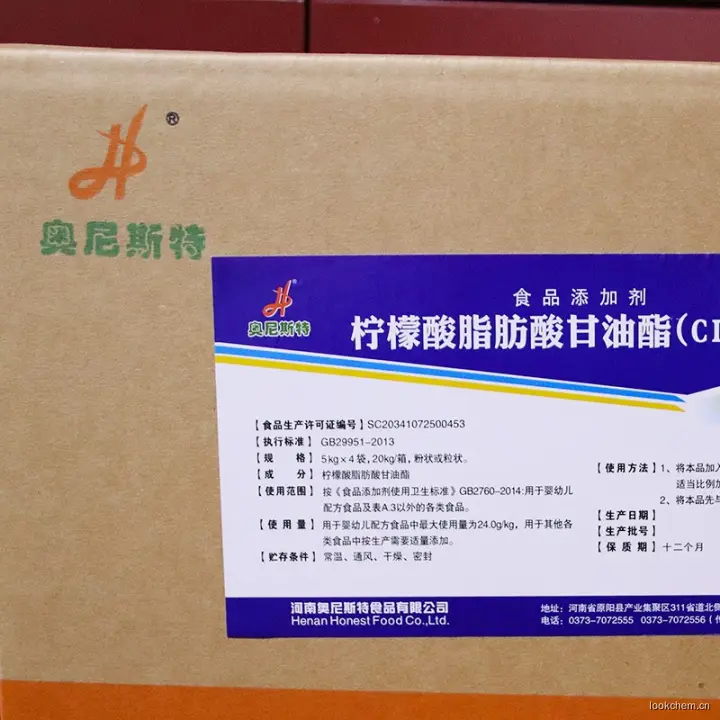 ®
奥尼斯特
奥尼斯特
食品添加剂
柠檬酸脂肪酸甘油酯(CI
【食品生产许可证编号】SC20341072500453
【执行标准】 GB29951-2013
【规 格】 5kg×4袋, 20kg/箱, 粉状或粒状。
【成 分】 柠檬酸脂肪酸甘油酯
【使用范围】 按《食品添加剂使用卫生标准》GB2760-2014:用于婴幼儿
配方食品及表A.3以外的各类食品。
【使 用 量】 用于婴幼儿配方食品中最大使用量为24.0g/kg, 用于其他各
类食品中按生产需要适量添加。
【贮存条件】 常温、通风、干燥、密封
【使用方法】 1、将本品加入
适当比例加
2、将本品先与
【生产日期】
【生产批号】
【保 质 期】 十二个月
河南奥尼斯特食品有限公司
Henan Honest Food Co.,Ltd.
地址: 河南省原阳县产业集聚区311省道北侧
电话: 0373-7072555 0373-7072556 (传
lookchem.cn